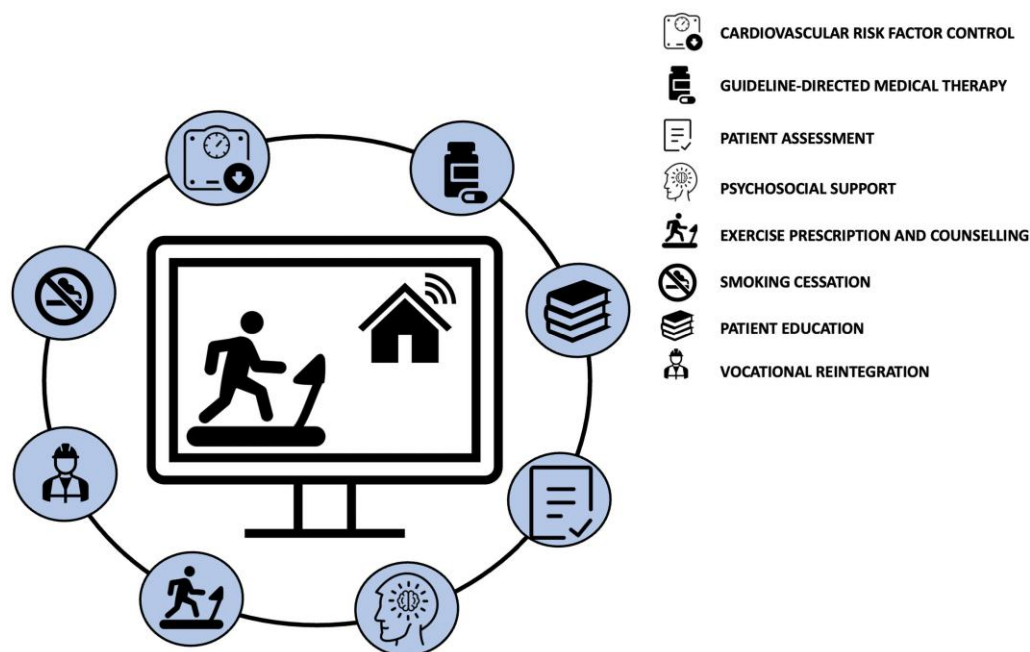 CARDIOVASCULAR RISK FACTOR CONTROL
GUIDELINE-DIRECTED MEDICAL THERAPY
PATIENT ASSESSMENT
PSYCHOSOCIAL SUPPORT
EXERCISE PRESCRIPTION AND COUNSELLING
SMOKING CESSATION
PATIENT EDUCATION
VOCATIONAL REINTEGRATION